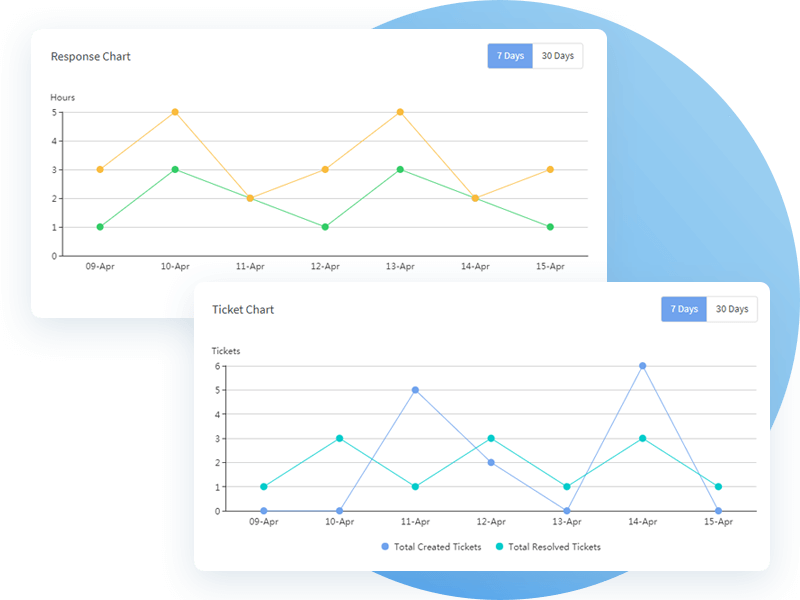 Response Chart
7 Days 30 Days
Hours
5
4
3
2
1
0
09-Apr 10-Apr 11-Apr 12-Apr 13-Apr 14-Apr 15-Apr
Ticket Chart
7 Days 30 Days
Tickets
6
5
4
3
2
1
0
09-Apr 10-Apr 11-Apr 12-Apr 13-Apr 14-Apr 15-Apr
Total Created Tickets Total Resolved Tickets